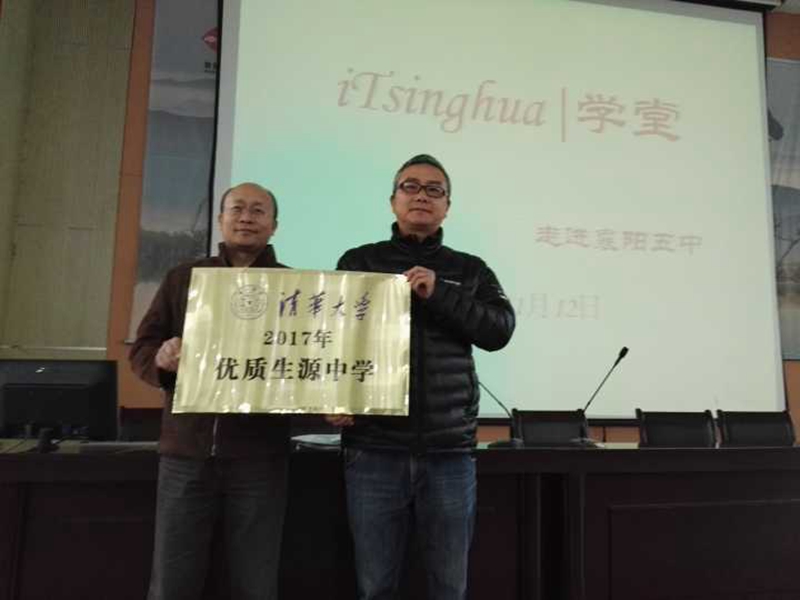 iTsinghua|学堂
走进襄阳五中
1月12日
清华大学
2017年
优质生源中学